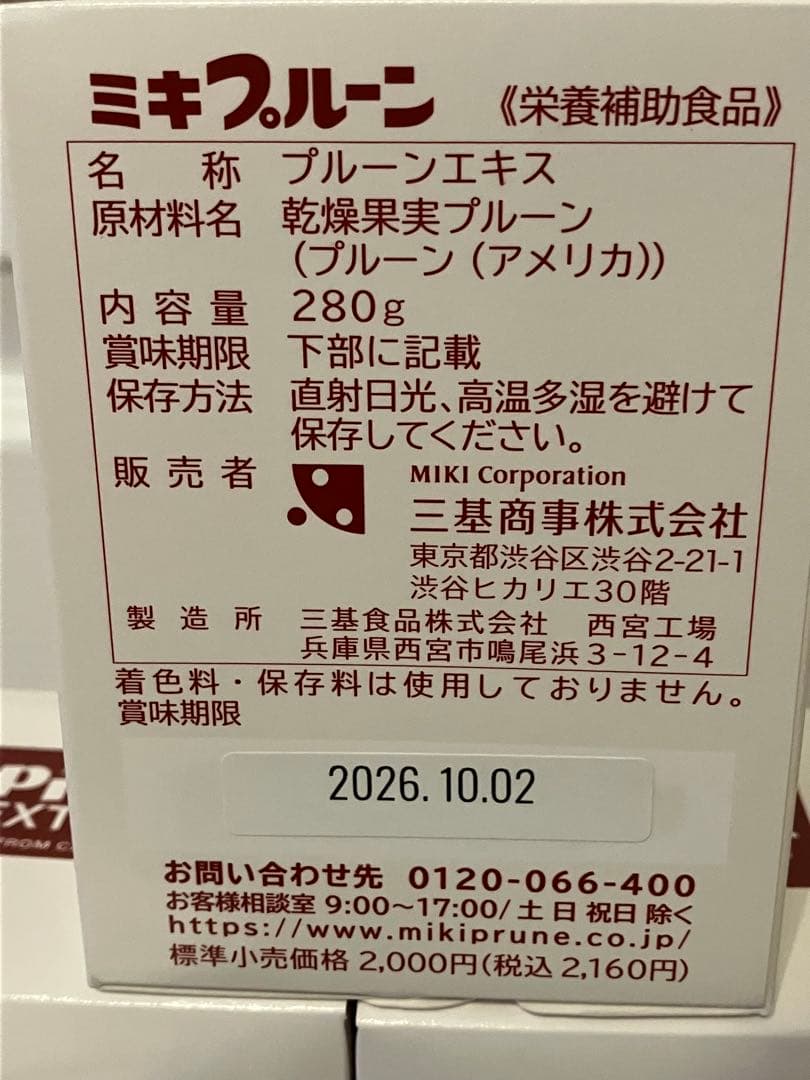 ミキプルーン 《栄養補助食品》
名称 プルーンエキス
原材料名 乾燥果実プルーン
(プルーン (アメリカ))
内容量 280g
賞味期限 下部に記載
保存方法 直射日光、高温多湿を避けて
保存してください。
販売者 MIKI Corporation
三基商事株式会社
東京都渋谷区渋谷2-21-1
渋谷ヒカリエ30階
製造所 三基食品株式会社 西宮工場
兵庫県西宮市鳴尾浜3-12-4
着色料・保存料は使用しておりません。
賞味期限
2026.10.02
お問い合わせ先 0120-066-400
お客様相談室 9:00〜17:00/ 土 日 祝日 除く
https://www.mikiprune.co.jp/
標準小売価格 2,000円(税込 2,160円)